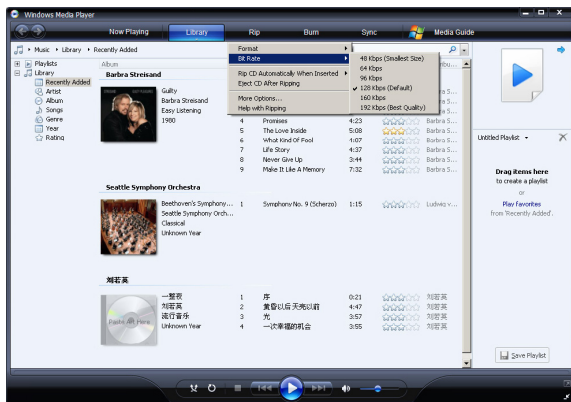 Windows Media Player
Now Playing Library Rip Burn Sync Media Guide
Music Library Recently Added
Format
Bit Rate
Rip CD Automatically When Inserted
Eject CD After Ripping
More Options...
Help with Ripping
48 Kbps (Smallest Size)
64 Kbps
96 Kbps
128 Kbps (Default)
160 Kbps
192 Kbps (Best Quality)
Playlists
Library
Recently Added
Artist
Album
Songs
Genre
Year
Rating
Album
Barbra Streisand
Guilty
Barbra Streisand
Easy Listening
1980
4 Promises 4:23 Barbra S...
5 The Love Inside 5:08 Barbra S...
6 What Kind Of Fool 4:07 Barbra S...
7 Life Story 4:37 Barbra S...
8 Never Give Up 3:44 Barbra S...
9 Make It Like A Memory 7:32 Barbra S...
Seattle Symphony Orchestra
Beethoven's Symphony... 1 Symphony No. 9 (Scherzo) 1:15 Ludwig v...
Seattle Symphony Orch...
Classical
Unknown Year
刘若英
Paste Art Here
一整夜 1 序 0:21 刘若英
刘若英 2 黄昏以后天亮以前 4:47 刘若英
流行音乐 3 光 3:57 刘若英
Unknown Year 4 一次幸福的机会 3:55 刘若英
Untitled Playlist
Drag items here
to create a playlist
or
Play favorites
from 'Recently Added'.
Save Playlist